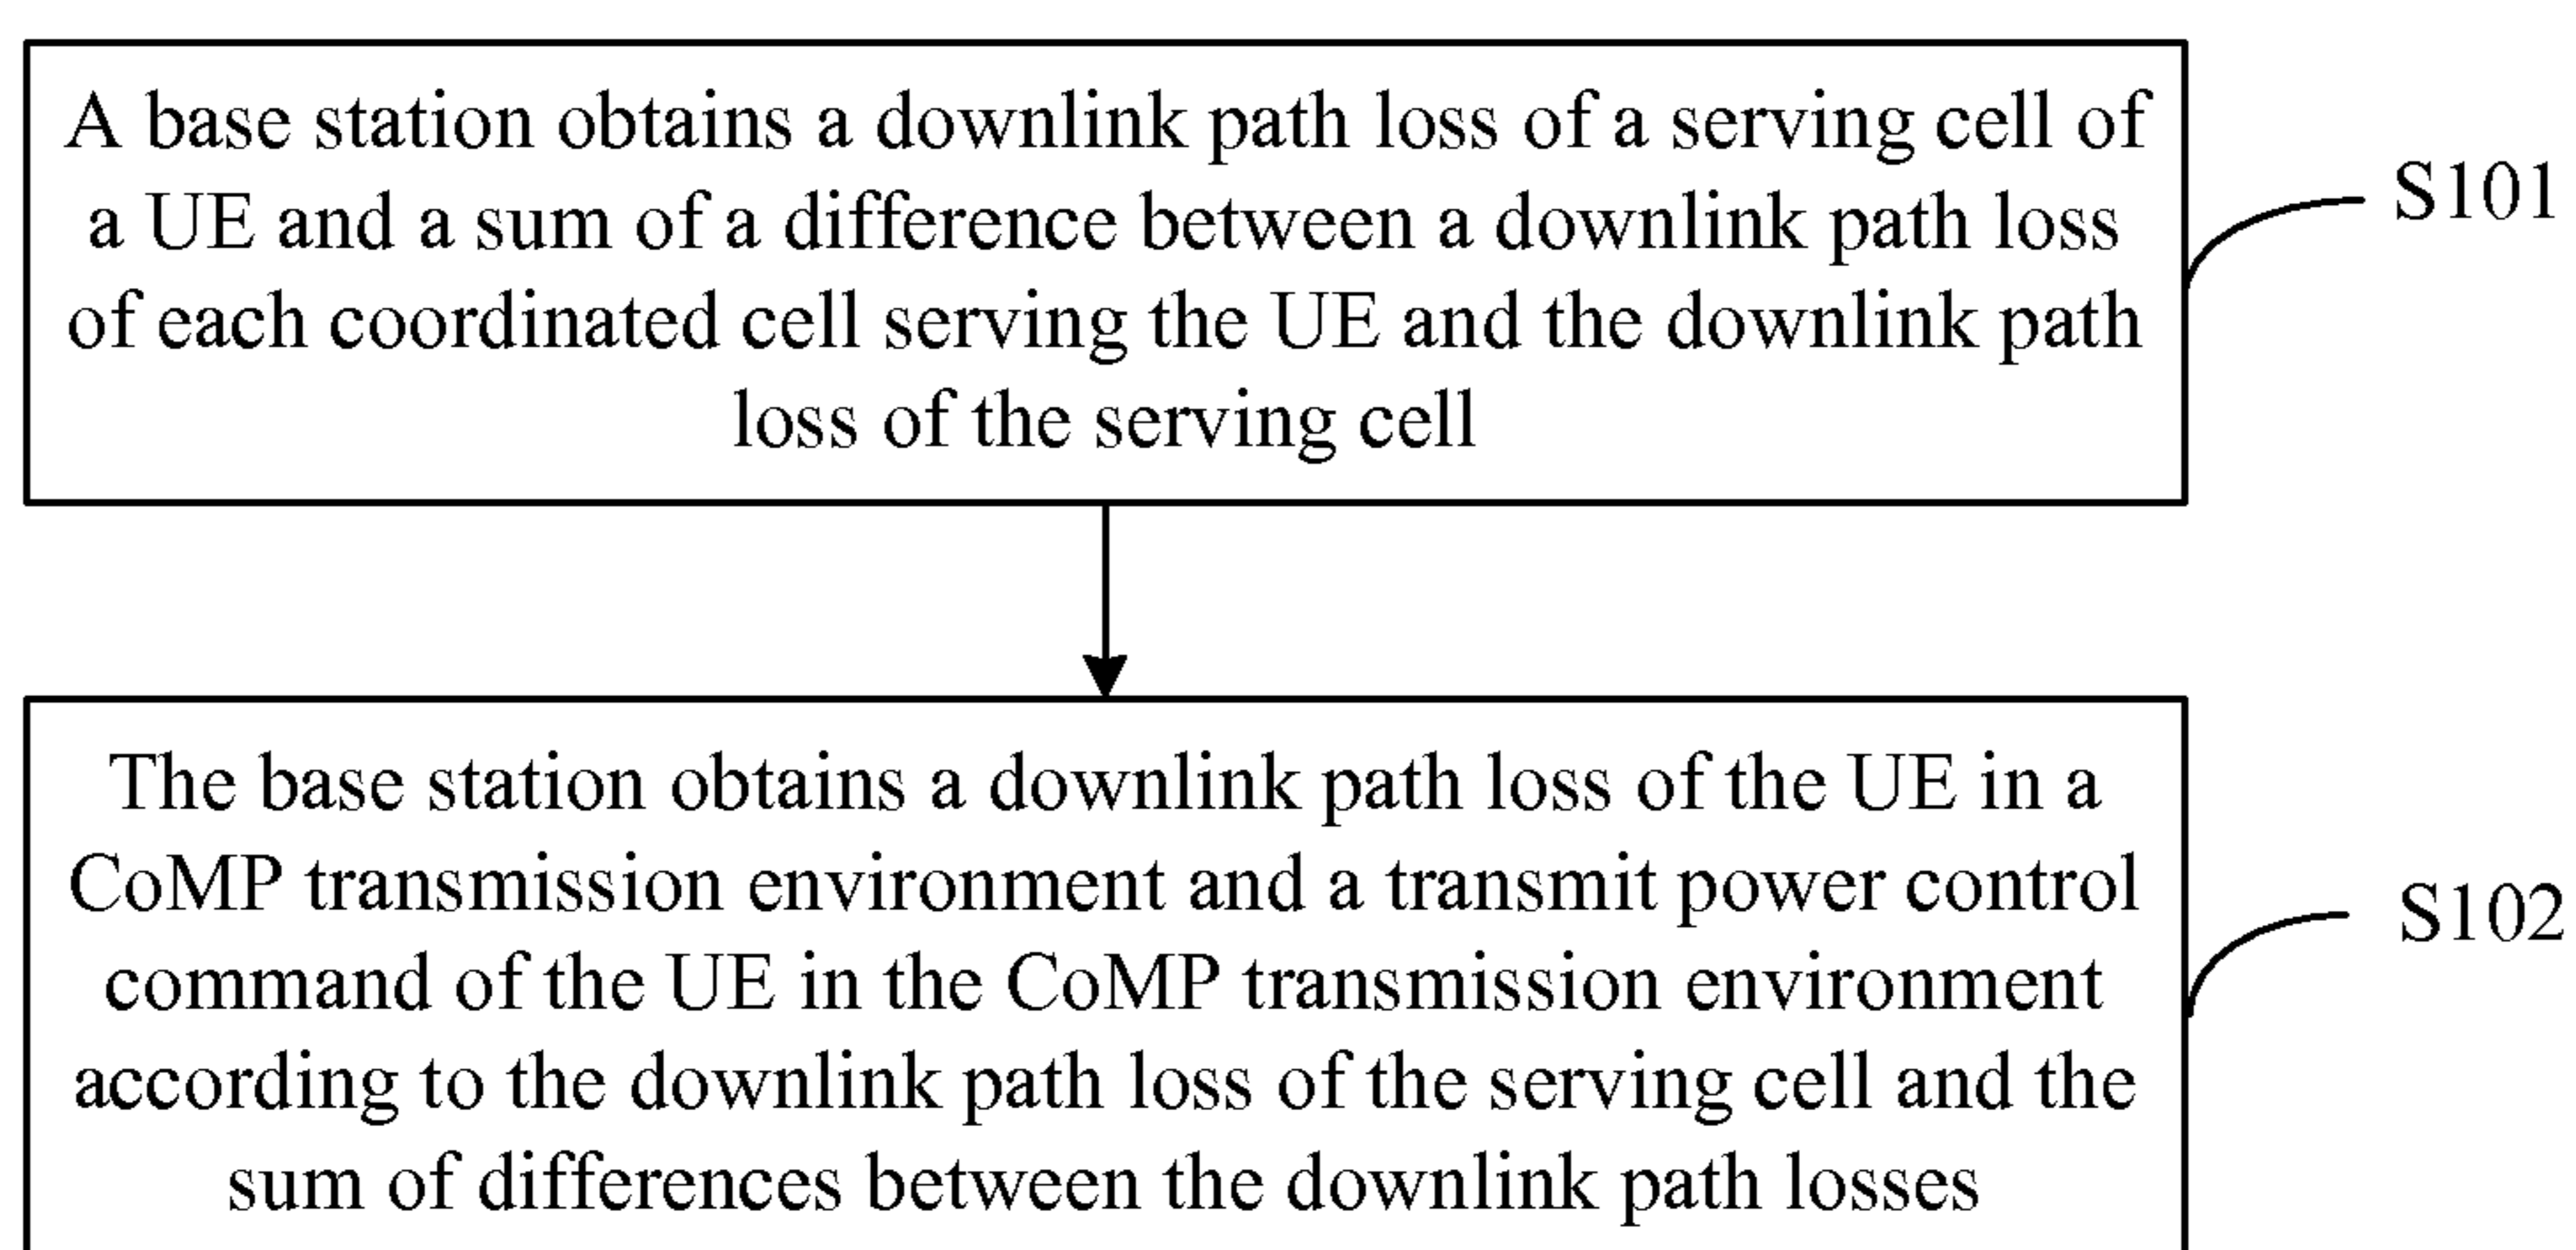 A base station obtains a downlink path loss of a serving cell of
a UE and a sum of a difference between a downlink path loss
of each coordinated cell serving the UE and the downlink path
loss of the serving cell
S101
The base station obtains a downlink path loss of the UE in a
CoMP transmission environment and a transmit power control
command of the UE in the CoMP transmission environment
according to the downlink path loss of the serving cell and the
sum of differences between the downlink path losses
S102